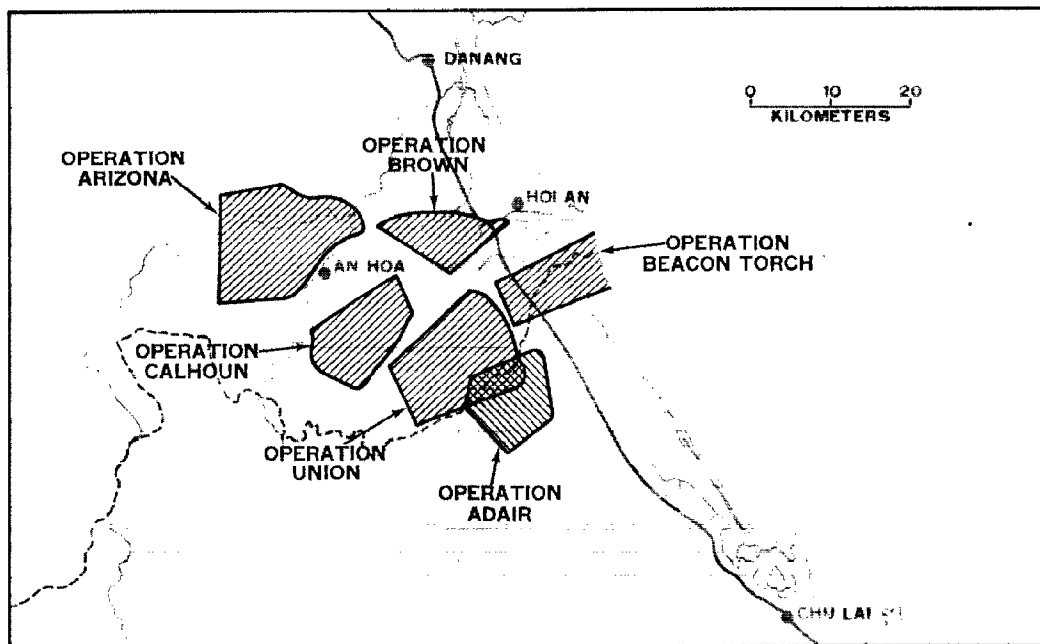 DANANG
0 10 20
KILOMETERS
OPERATION
BROWN
OPERATION
ARIZONA
HOI AN
OPERATION
BEACON TORCH
AN HOA
OPERATION
CALHOUN
OPERATION
UNION
OPERATION
ADAIR
CHU LAI